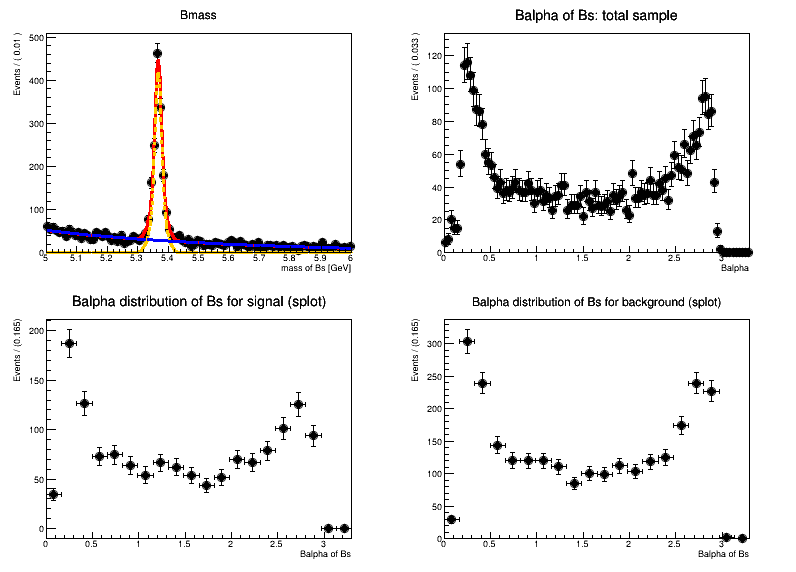 Bmass
Events / ( 0.01 )
500
400
300
200
100
0
5 5.1 5.2 5.3 5.4 5.5 5.6 5.7 5.8 5.9 6
mass of Bs [GeV]
Balpha of Bs: total sample
Events / ( 0.033 )
120
100
80
60
40
20
0
0 0.5 1 1.5 2 2.5 3
Balpha
Balpha distribution of Bs for signal (splot)
Events / (0.165)
200
150
100
50
0
0 0.5 1 1.5 2 2.5 3
Balpha of Bs
Balpha distribution of Bs for background (splot)
Events / (0.165)
300
250
200
150
100
50
0
0 0.5 1 1.5 2 2.5 3
Balpha of Bs